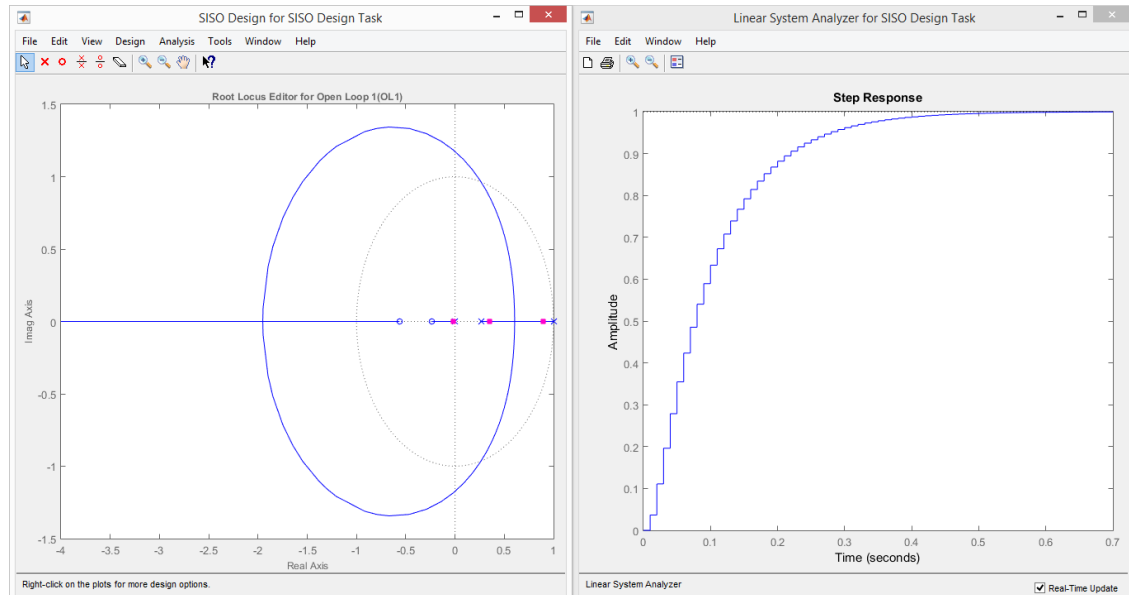 SISO Design for SISO Design Task
File Edit View Design Analysis Tools Window Help
Root Locus Editor for Open Loop 1(OL1)
1.5
1
0.5
0
-0.5
-1
-1.5
Imag Axis
-4 -3.5 -3 -2.5 -2 -1.5 -1 -0.5 0 0.5 1
Real Axis
Right-click on the plots for more design options.
Linear System Analyzer for SISO Design Task
File Edit Window Help
Step Response
1
0.9
0.8
0.7
0.6
0.5
0.4
0.3
0.2
0.1
0
Amplitude
0 0.1 0.2 0.3 0.4 0.5 0.6 0.7
Time (seconds)
Linear System Analyzer
Real-Time Update